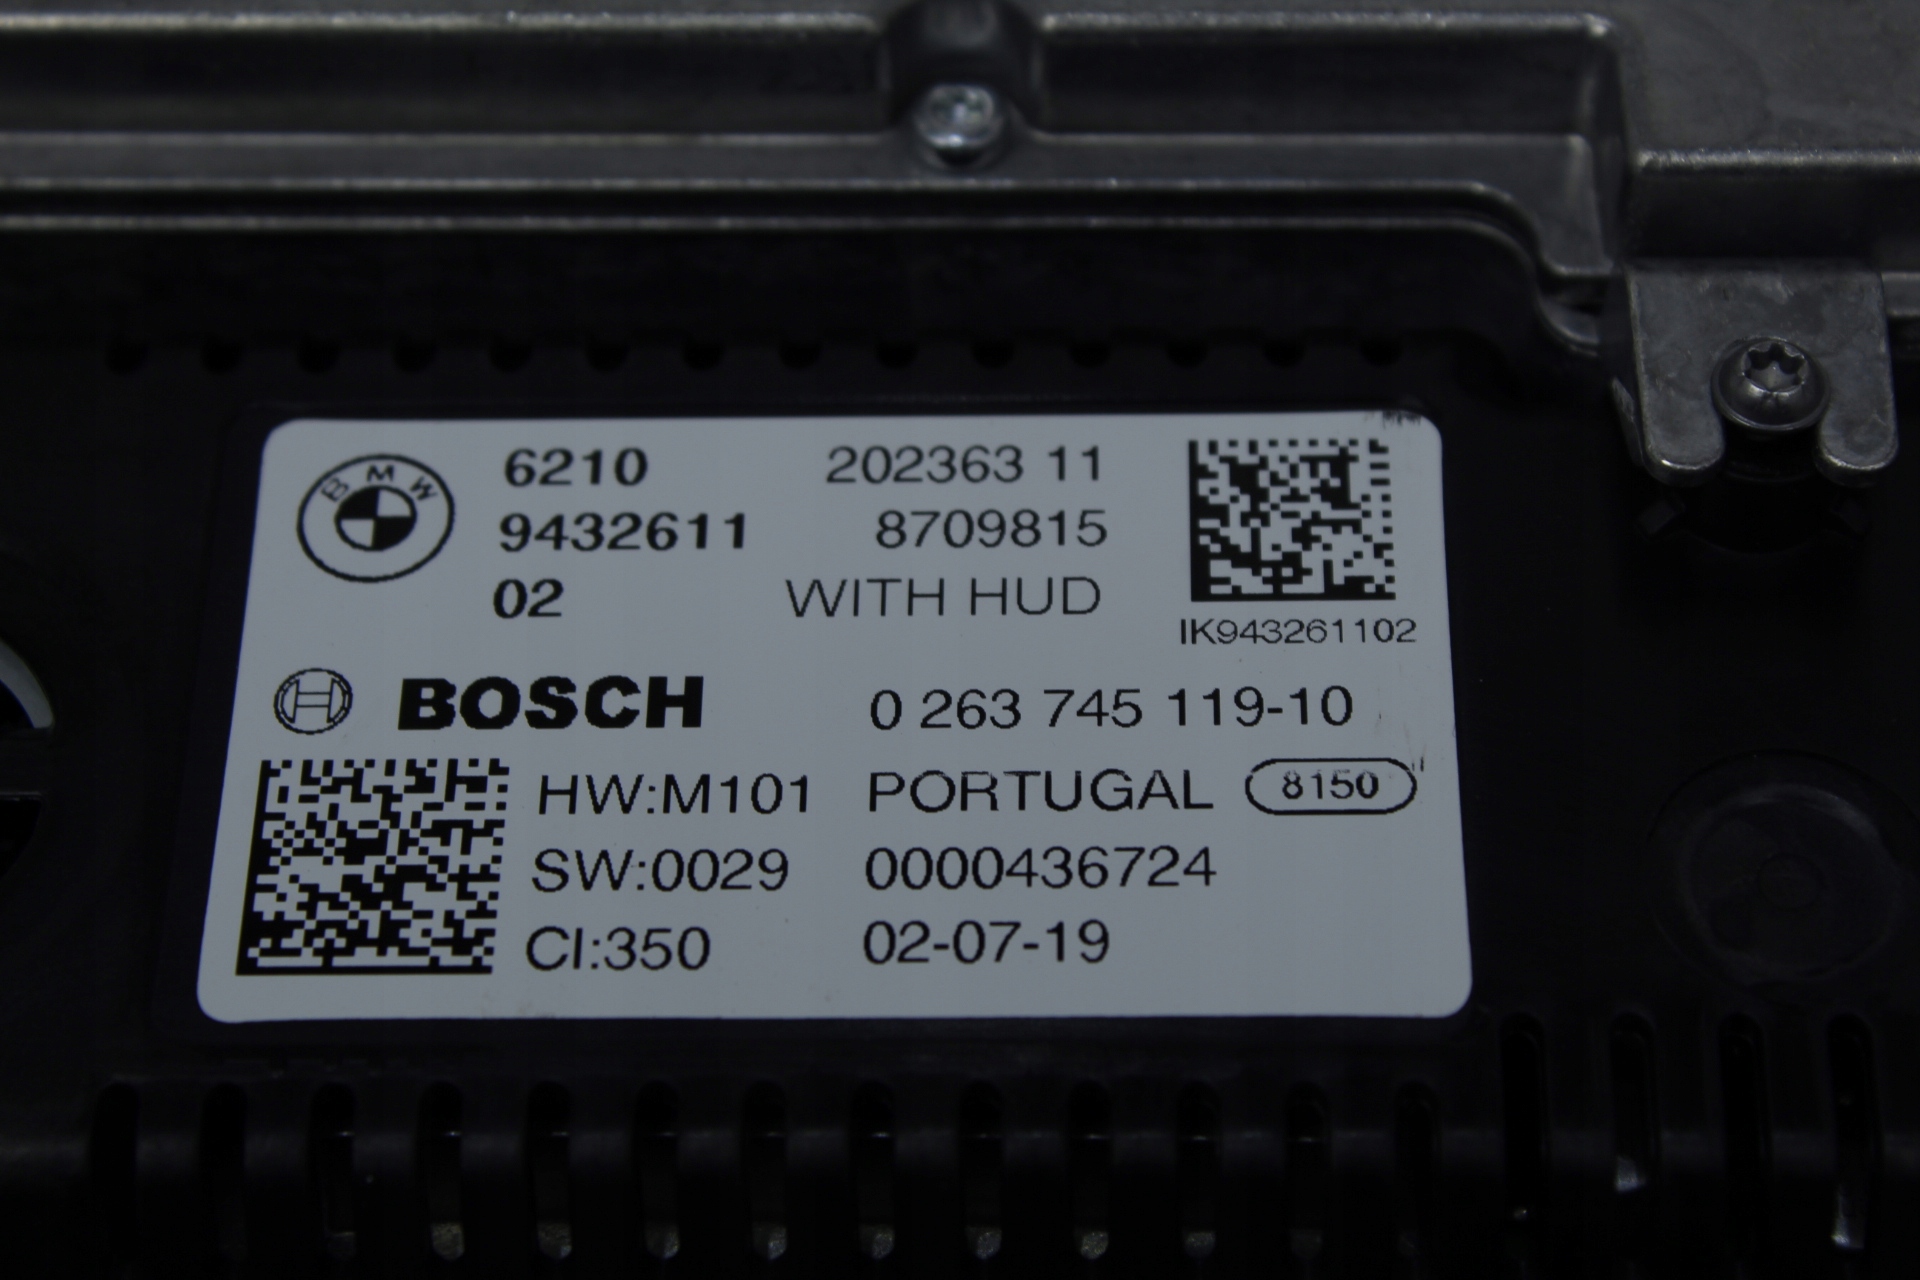 BMW
6210 202363 11
9432611 8709815
02 WITH HUD
IK943261102
BOSCH 0 263 745 119-10
HW:M101 PORTUGAL 8150
SW:0029 0000436724
CI:350 02-07-19